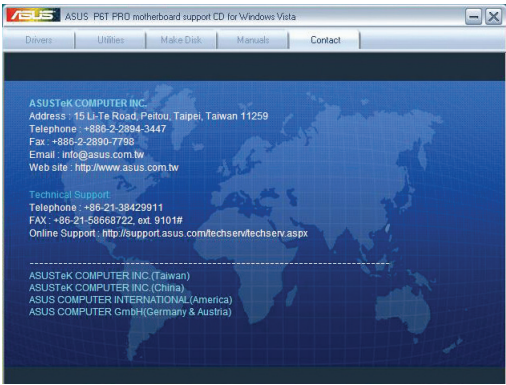 ASUS ASUS P6T PRO motherboard support CD for Windows Vista
Drivers Utilities Make Disk Manuals Contact
ASUSTeK COMPUTER INC.
Address : 15 Li-Te Road, Peitou, Taipei, Taiwan 11259
Telephone : +886-2-2894-3447
Fax : +886-2-2890-7798
Email : info@asus.com.tw
Web site : http://www.asus.com.tw
Technical Support:
Telephone : +86-21-38429911
FAX : +86-21-58668722, ext. 9101#
Online Support : http://support.asus.com/techserv/techserv.aspx
ASUSTeK COMPUTER INC.(Taiwan)
ASUSTeK COMPUTER INC.(China)
ASUS COMPUTER INTERNATIONAL(America)
ASUS COMPUTER GmbH(Germany & Austria)